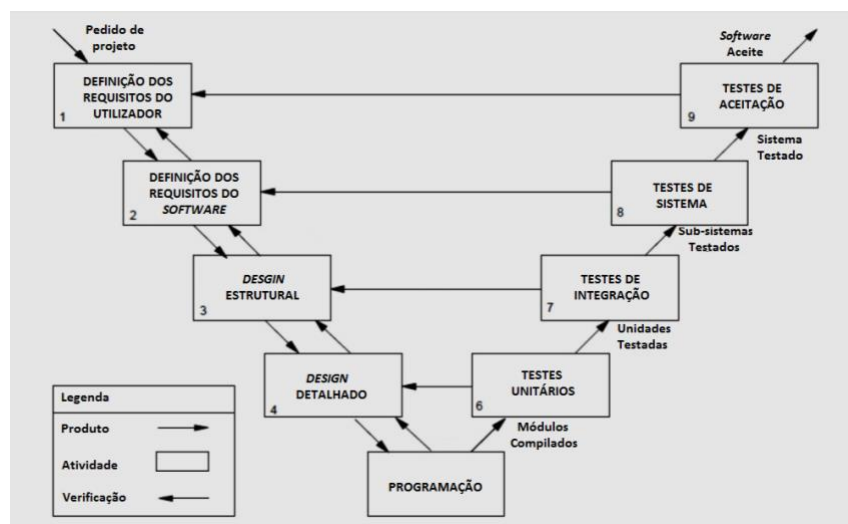 Pedido de
projeto
DEFINIÇÃO DOS
REQUISITOS DO
UTILIZADOR
1
Software
Aceite
TESTES DE
ACEITAÇÃO
9
Sistema
Testado
DEFINIÇÃO DOS
REQUISITOS DO
SOFTWARE
2
TESTES DE
SISTEMA
8
Sub-sistemas
Testados
DESGIN
ESTRUTURAL
3
TESTES DE
INTEGRAÇÃO
7
Unidades
Testadas
DESIGN
DETALHADO
4
TESTES
UNITÁRIOS
6
Módulos
Compilados
PROGRAMAÇÃO
Legenda
Produto
Atividade
Verificação